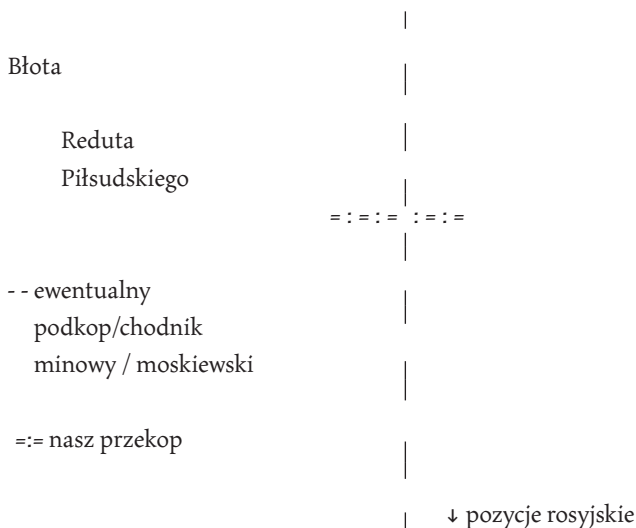 Błota
Reduta
Piłsudskiego
= : = : =  : = : =
- - ewentualny
podkop/chodnik
minowy / moskiewski
=:= nasz przekop
↓ pozycje rosyjskie